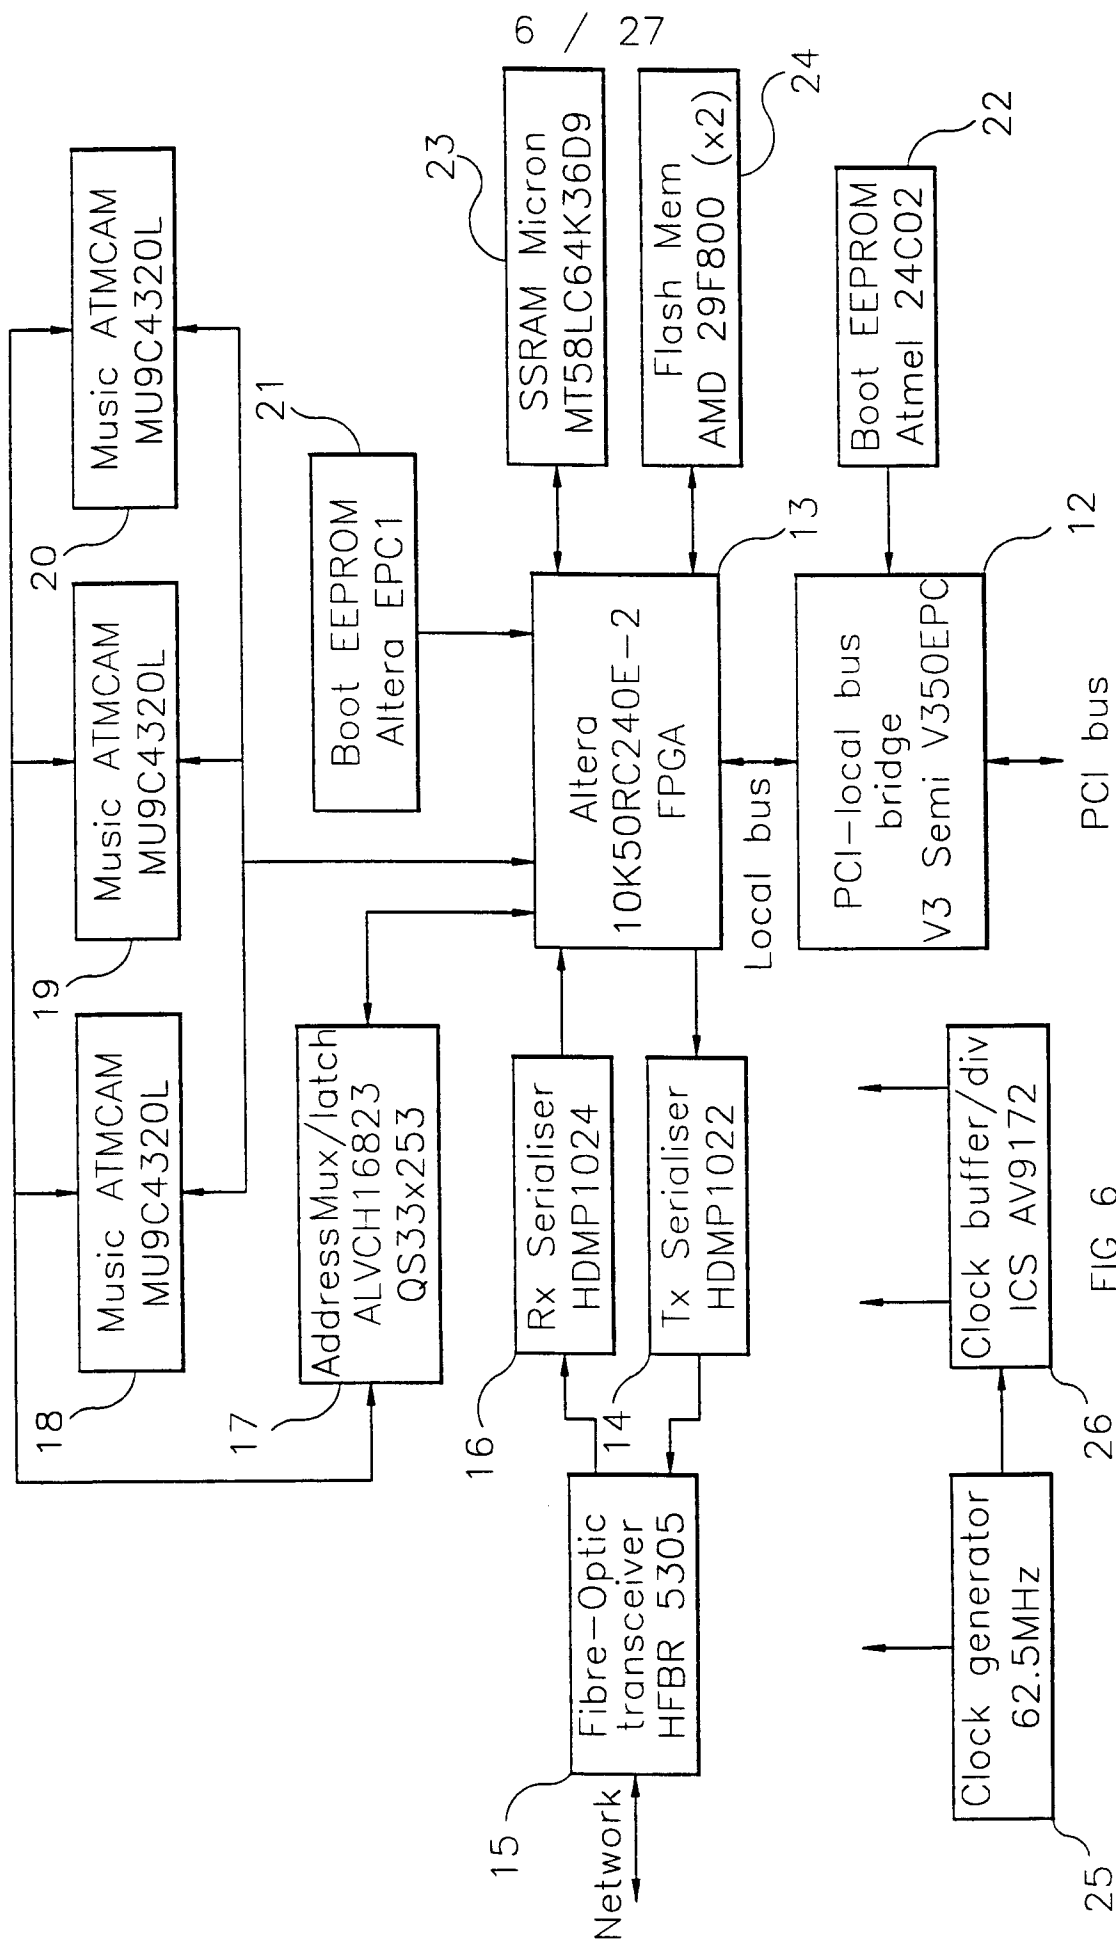 6 / 27
Music ATMCAM
MU9C4320L
18
Music ATMCAM
MU9C4320L
19
Music ATMCAM
MU9C4320L
20
AddressMux/latch
ALVCH16823
QS33x253
17
Boot EEPROM
Altera EPC1
21
Fibre-Optic
transceiver
HFBR 5305
15
Network
Rx Serialiser
HDMP1024
16
Tx Serialiser
HDMP1022
14
Altera
10K50RC240E-2
FPGA
13
SSRAM Micron
MT58LC64K36D9
23
Flash Mem
AMD 29F800 (x2)
24
Local bus
PCI-local bus
bridge
V3 Semi V350EPC
12
Boot EEPROM
Atmel 24C02
22
PCI bus
Clock generator
62.5MHz
25
Clock buffer/div
ICS AV9172
26
FIG 6